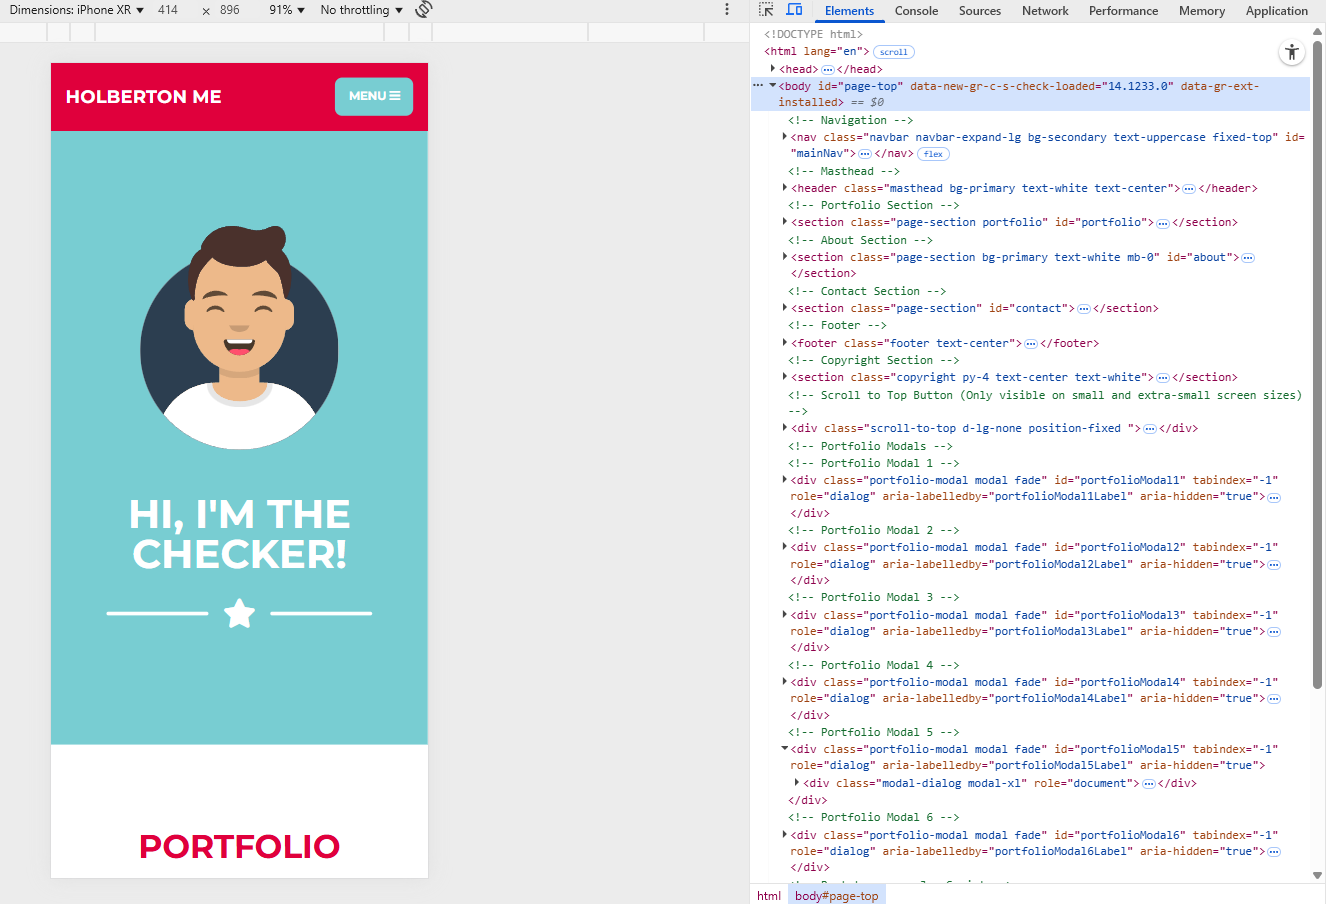 Dimensions: iPhone XR ▼ 414 × 896 91% ▼ No throttling ▼
Elements Console Sources Network Performance Memory Application
HOLBERTON ME
MENU
HI, I'M THE
CHECKER!
PORTFOLIO
<!DOCTYPE html>
<html lang="en"> scroll
<head> ⋯ </head>
<body id="page-top" data-new-gr-c-s-check-loaded="14.1233.0" data-gr-ext-
installed> == $0
<!-- Navigation -->
<nav class="navbar navbar-expand-lg bg-secondary text-uppercase fixed-top" id=
"mainNav"> ⋯ </nav> flex
<!-- Masthead -->
<header class="masthead bg-primary text-white text-center"> ⋯ </header>
<!-- Portfolio Section -->
<section class="page-section portfolio" id="portfolio"> ⋯ </section>
<!-- About Section -->
<section class="page-section bg-primary text-white mb-0" id="about"> ⋯
</section>
<!-- Contact Section -->
<section class="page-section" id="contact"> ⋯ </section>
<!-- Footer -->
<footer class="footer text-center"> ⋯ </footer>
<!-- Copyright Section -->
<section class="copyright py-4 text-center text-white"> ⋯ </section>
<!-- Scroll to Top Button (Only visible on small and extra-small screen sizes)
-->
<div class="scroll-to-top d-lg-none position-fixed "> ⋯ </div>
<!-- Portfolio Modals -->
<!-- Portfolio Modal 1 -->
<div class="portfolio-modal modal fade" id="portfolioModal1" tabindex="-1"
role="dialog" aria-labelledby="portfolioModal1Label" aria-hidden="true"> ⋯
</div>
<!-- Portfolio Modal 2 -->
<div class="portfolio-modal modal fade" id="portfolioModal2" tabindex="-1"
role="dialog" aria-labelledby="portfolioModal2Label" aria-hidden="true"> ⋯
</div>
<!-- Portfolio Modal 3 -->
<div class="portfolio-modal modal fade" id="portfolioModal3" tabindex="-1"
role="dialog" aria-labelledby="portfolioModal3Label" aria-hidden="true"> ⋯
</div>
<!-- Portfolio Modal 4 -->
<div class="portfolio-modal modal fade" id="portfolioModal4" tabindex="-1"
role="dialog" aria-labelledby="portfolioModal4Label" aria-hidden="true"> ⋯
</div>
<!-- Portfolio Modal 5 -->
<div class="portfolio-modal modal fade" id="portfolioModal5" tabindex="-1"
role="dialog" aria-labelledby="portfolioModal5Label" aria-hidden="true">
<div class="modal-dialog modal-xl" role="document"> ⋯ </div>
</div>
<!-- Portfolio Modal 6 -->
<div class="portfolio-modal modal fade" id="portfolioModal6" tabindex="-1"
role="dialog" aria-labelledby="portfolioModal6Label" aria-hidden="true"> ⋯
</div>
html body#page-top